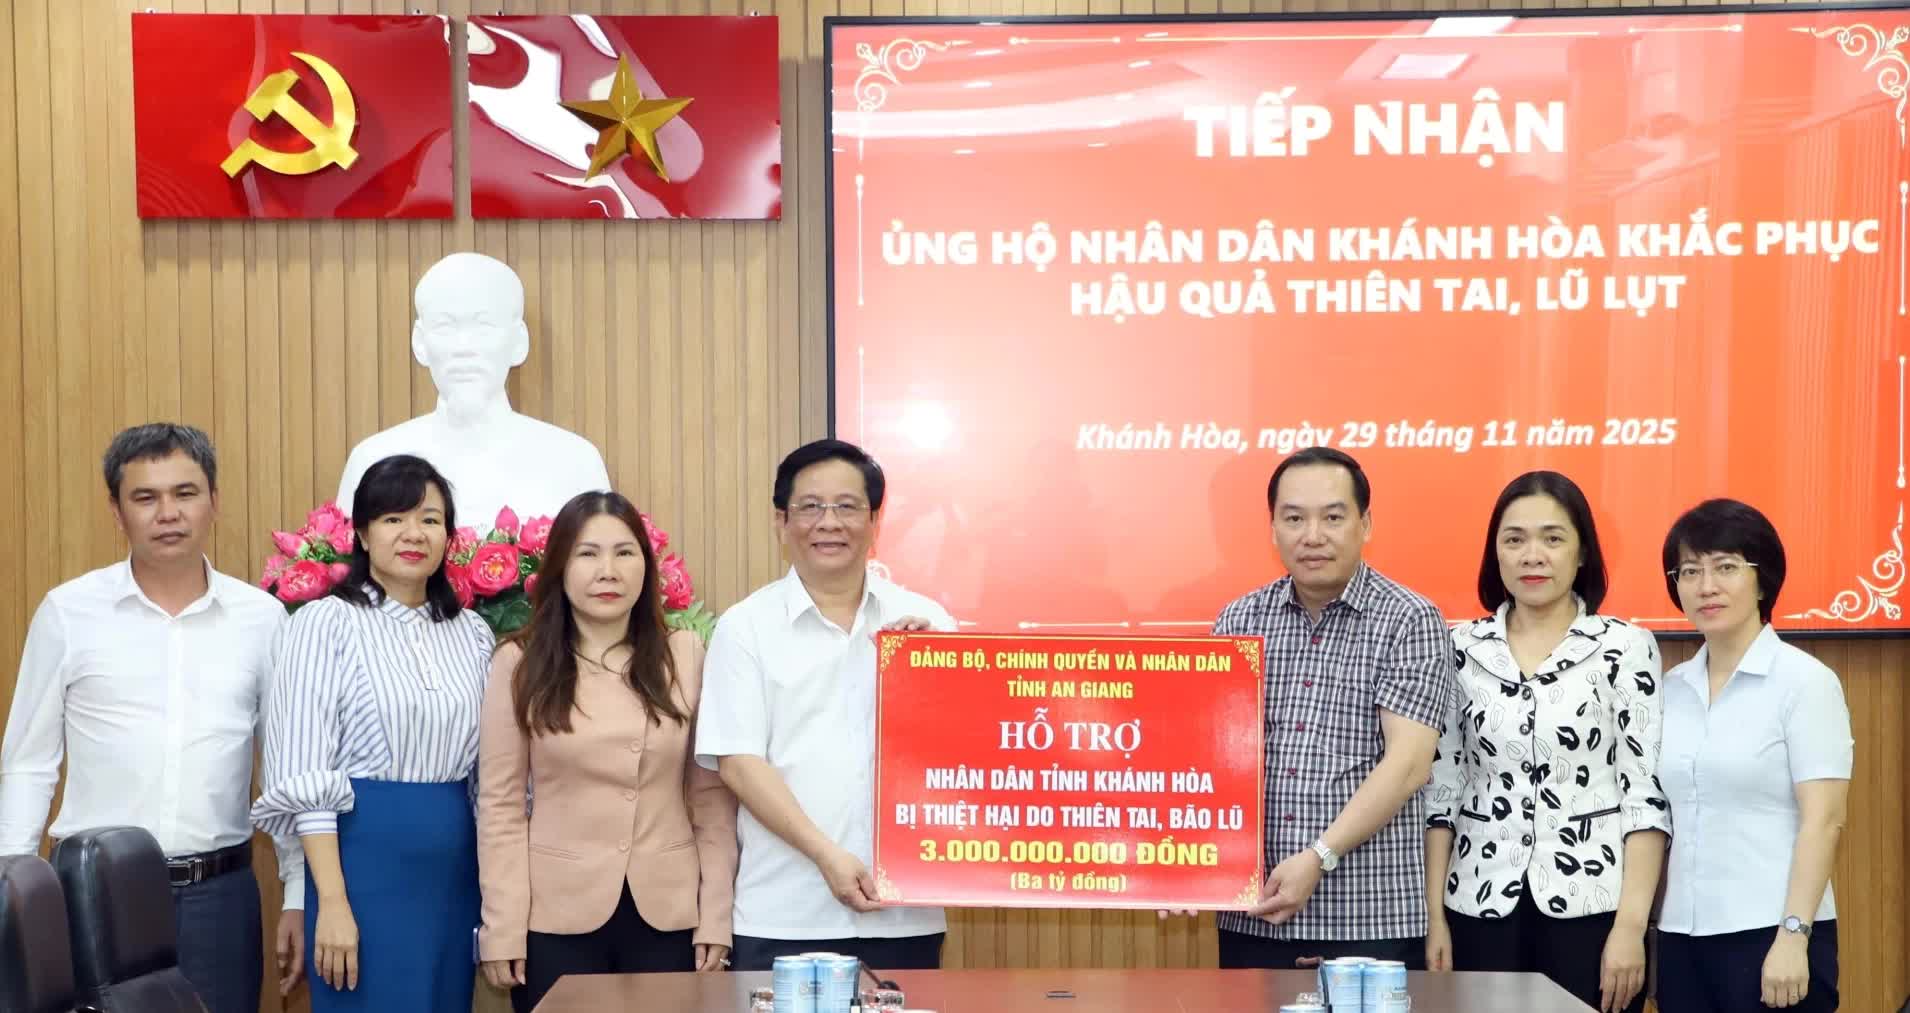 TIẾP NHẬN
ỦNG HỘ NHÂN DÂN KHÁNH HÒA KHẮC PHỤC
HẬU QUẢ THIÊN TAI, LŨ LỤT
Khánh Hòa, ngày 29 tháng 11 năm 2025
ĐẢNG BỘ, CHÍNH QUYỀN VÀ NHÂN DÂN
TỈNH AN GIANG
HỖ TRỢ
NHÂN DÂN TỈNH KHÁNH HÒA
BỊ THIỆT HẠI DO THIÊN TAI, BÃO LŨ
3.000.000.000 ĐỒNG
(Ba tỷ đồng)